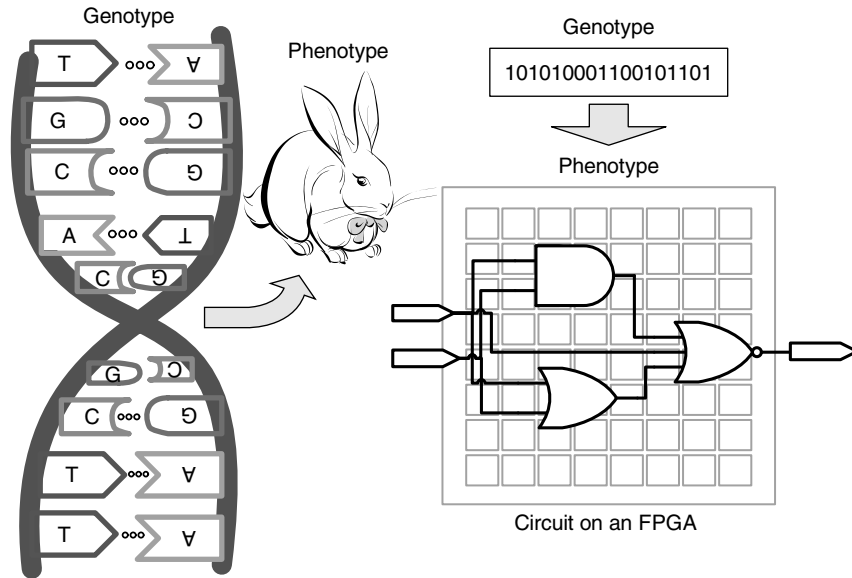 Genotype
T A
G C
C G
A T
C G
G C
C G
T A
T A
Phenotype
Genotype
101010001100101101
Phenotype
Circuit on an FPGA